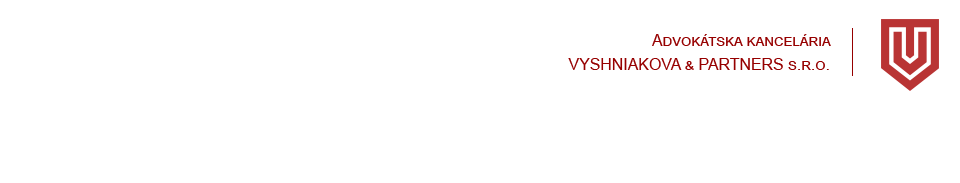 ADVOKÁTSKA KANCELÁRIA
VYSHNIAKOVA & PARTNERS S.R.O.